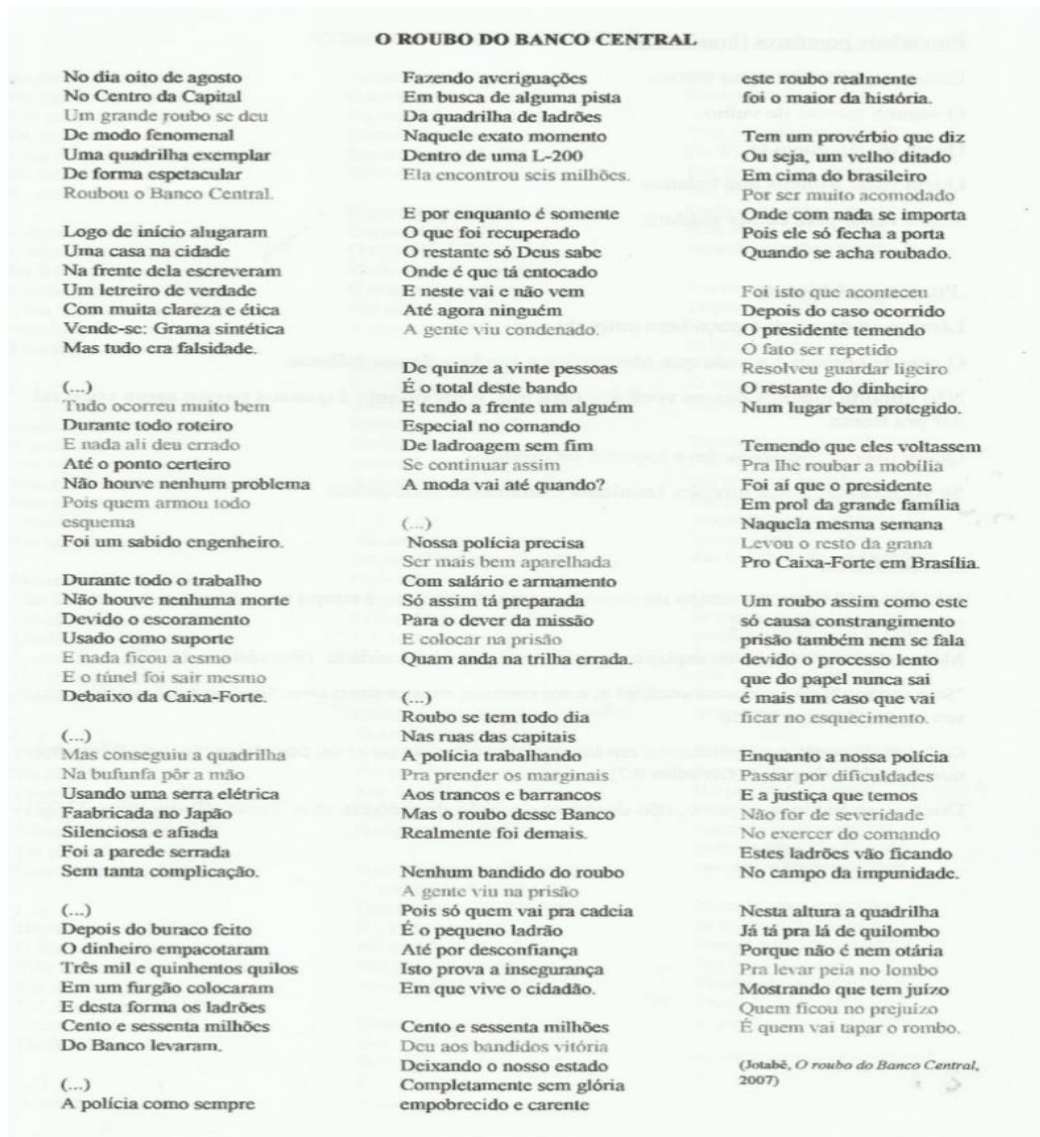 O ROUBO DO BANCO CENTRAL
No dia oito de agosto
No Centro da Capital
Um grande roubo se deu
De modo fenomenal
Uma quadrilha exemplar
De forma espetacular
Roubou o Banco Central.
Logo de início alugaram
Uma casa na cidade
Na frente dela escreveram
Um letreiro de verdade
Com muita clareza e ética
Vende-se: Grama sintética
Mas tudo era falsidade.
(...)
Tudo ocorreu muito bem
Durante todo roteiro
E nada ali deu errado
Até o ponto certeiro
Não houve nenhum problema
Pois quem armou todo
esquema
Foi um sabido engenheiro.
Durante todo o trabalho
Não houve nenhuma morte
Devido o escoramento
Usado como suporte
E nada ficou a esmo
E o túnel foi sair mesmo
Debaixo da Caixa-Forte.
(...)
Mas conseguiu a quadrilha
Na bufunfa pôr a mão
Usando uma serra elétrica
Faabricada no Japão
Silenciosa e afiada
Foi a parede serrada
Sem tanta complicação.
(...)
Depois do buraco feito
O dinheiro empacotaram
Três mil e quinhentos quilos
Em um furgão colocaram
E desta forma os ladrões
Cento e sessenta milhões
Do Banco levaram.
(...)
A polícia como sempre
Fazendo averiguações
Em busca de alguma pista
Da quadrilha de ladrões
Naquele exato momento
Dentro de uma L-200
Ela encontrou seis milhões.
E por enquanto é somente
O que foi recuperado
O restante só Deus sabe
Onde é que tá entocado
E neste vai e não vem
Até agora ninguém
A gente viu condenado.
De quinze a vinte pessoas
É o total deste bando
E tendo a frente um alguém
Especial no comando
De ladroagem sem fim
Se continuar assim
A moda vai até quando?
(...)
Nossa polícia precisa
Ser mais bem aparelhada
Com salário e armamento
Só assim tá preparada
Para o dever da missão
E colocar na prisão
Quam anda na trilha errada.
(...)
Roubo se tem todo dia
Nas ruas das capitais
A polícia trabalhando
Pra prender os marginais
Aos trancos e barrancos
Mas o roubo desse Banco
Realmente foi demais.
Nenhum bandido do roubo
A gente viu na prisão
Pois só quem vai pra cadeia
É o pequeno ladrão
Até por desconfiança
Isto prova a insegurança
Em que vive o cidadão.
Cento e sessenta milhões
Deu aos bandidos vitória
Deixando o nosso estado
Completamente sem glória
empobrecido e carente
este roubo realmente
foi o maior da história.
Tem um provérbio que diz
Ou seja, um velho ditado
Em cima do brasileiro
Por ser muito acomodado
Onde com nada se importa
Pois ele só fecha a porta
Quando se acha roubado.
Foi isto que aconteceu
Depois do caso ocorrido
O presidente temendo
O fato ser repetido
Resolveu guardar ligeiro
O restante do dinheiro
Num lugar bem protegido.
Temendo que eles voltassem
Pra lhe roubar a mobília
Foi aí que o presidente
Em prol da grande família
Naquela mesma semana
Levou o resto da grana
Pro Caixa-Forte em Brasília.
Um roubo assim como este
só causa constrangimento
prisão também nem se fala
devido o processo lento
que do papel nunca sai
é mais um caso que vai
ficar no esquecimento.
Enquanto a nossa polícia
Passar por dificuldades
E a justiça que temos
Não for de severidade
No exercer do comando
Estes ladrões vão ficando
No campo da impunidade.
Nesta altura a quadrilha
Já tá pra lá de quilombo
Porque não é nem otária
Pra levar peia no lombo
Mostrando que tem juízo
Quem ficou no prejuízo
É quem vai tapar o rombo.
(Jotabê, O roubo do Banco Central,
2007)